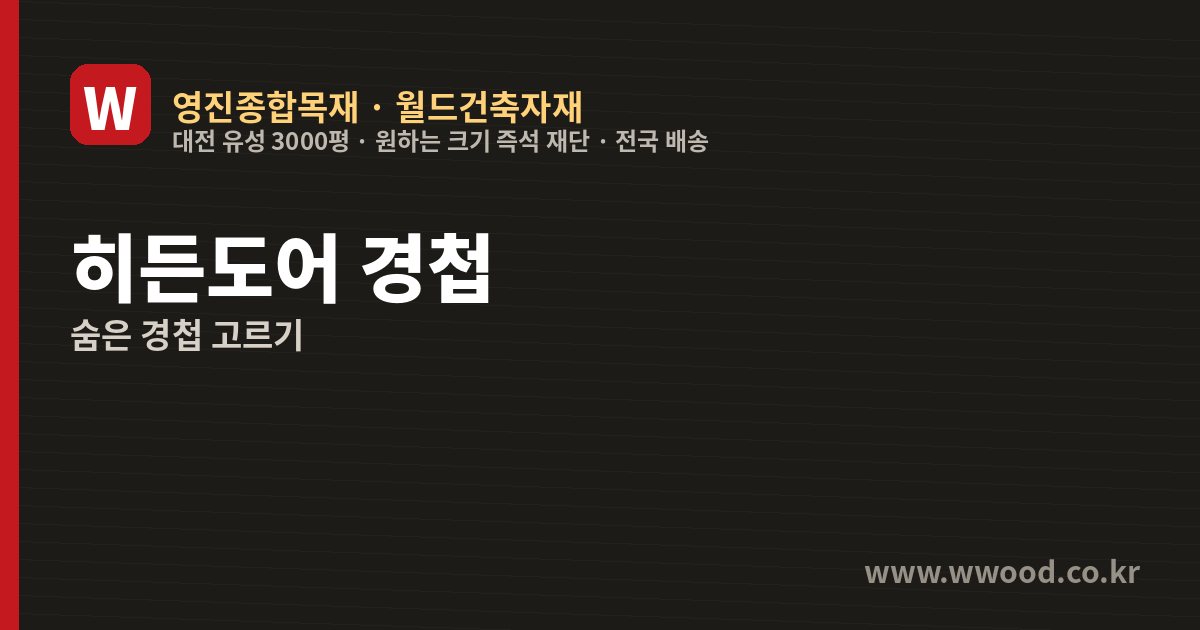 W
영진종합목재 · 월드건축자재
대전 유성 3000평 · 원하는 크기 즉석 재단 · 전국 배송
히든도어 경첩
숨은 경첩 고르기
www.wwood.co.kr